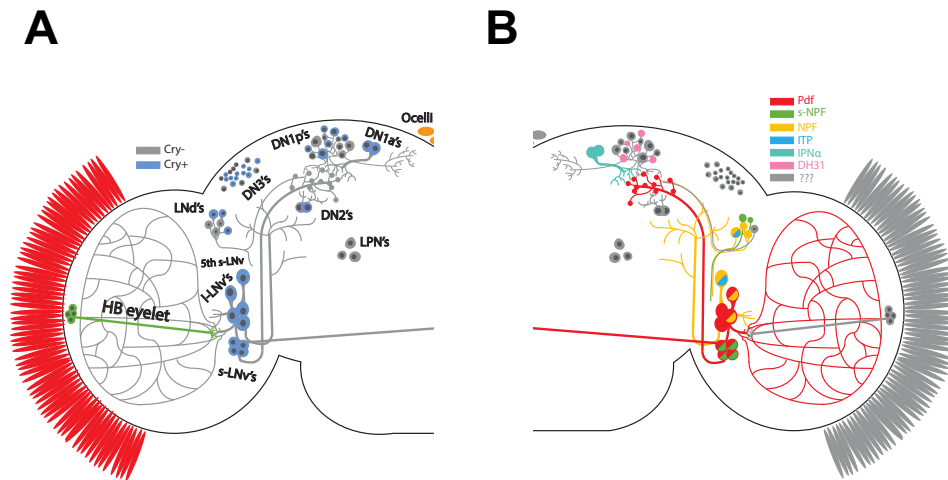 A
B
Ocelli
DN1p's
DN1a's
Cry-
Cry+
DN3's
LNd's
DN2's
LPN's
5th s-LNv
l-LNv's
HB eyelet
s-LNv's
Pdf
s-NPF
NPF
ITP
IPNa
DH31
???